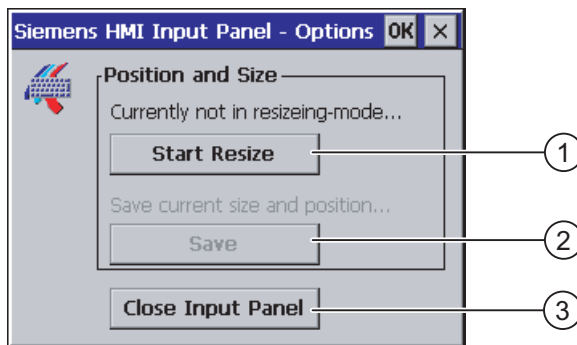 Siemens HMI Input Panel - Options OK ×
Position and Size
Currently not in resizeing-mode...
Start Resize
1
Save current size and position...
Save
2
Close Input Panel
3